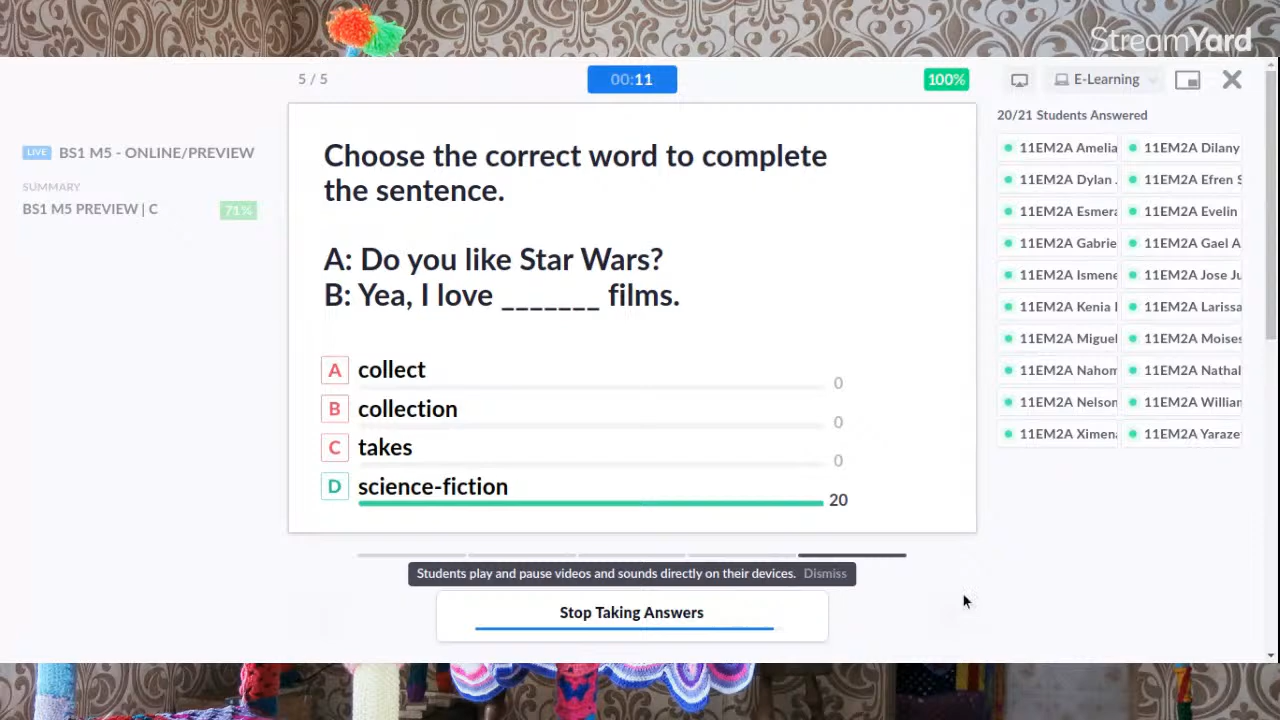 StreamYard
5 / 5
00:11
100%
E-Learning
20/21 Students Answered
LIVE BS1 M5 - ONLINE/PREVIEW
SUMMARY
BS1 M5 PREVIEW | C 71%
Choose the correct word to complete
the sentence.
A: Do you like Star Wars?
B: Yea, I love _______ films.
A collect 0
B collection 0
C takes 0
D science-fiction 20
11EM2A Amelia
11EM2A Dilany
11EM2A Dylan
11EM2A Efren S
11EM2A Esmera
11EM2A Evelin
11EM2A Gabrie
11EM2A Gael A
11EM2A Ismene
11EM2A Jose Ju
11EM2A Kenia
11EM2A Larissa
11EM2A Miguel
11EM2A Moises
11EM2A Nahom
11EM2A Nathal
11EM2A Nelson
11EM2A William
11EM2A Ximena
11EM2A Yaraze
Students play and pause videos and sounds directly on their devices. Dismiss
Stop Taking Answers